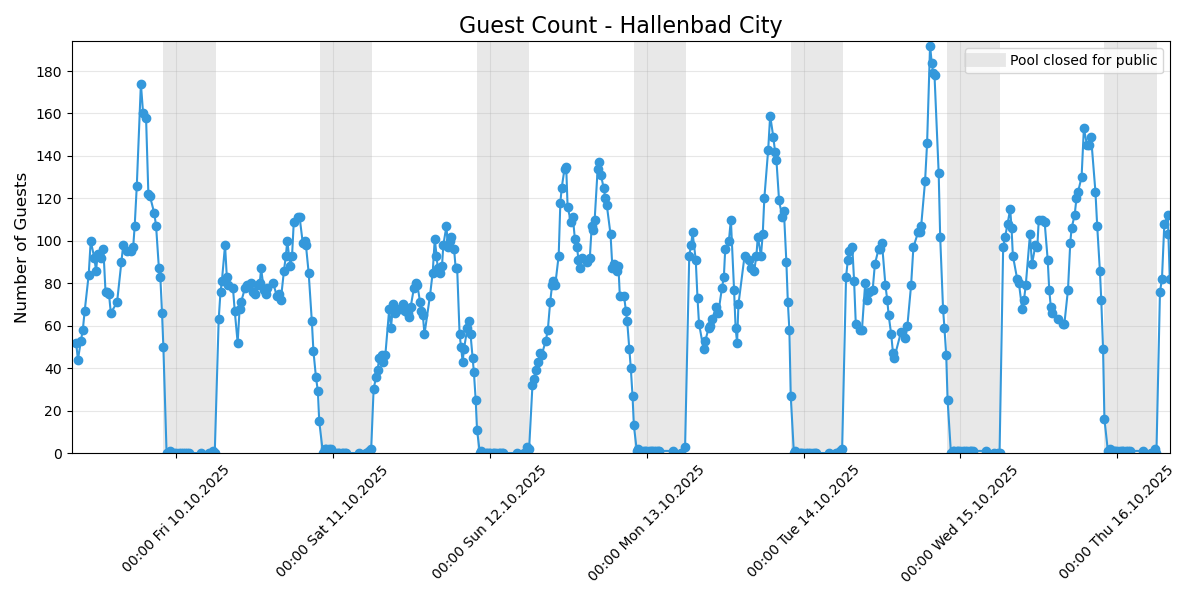 Guest Count - Hallenbad City
Pool closed for public
Number of Guests
180
160
140
120
100
80
60
40
20
0
00:00 Fri 10.10.2025
00:00 Sat 11.10.2025
00:00 Sun 12.10.2025
00:00 Mon 13.10.2025
00:00 Tue 14.10.2025
00:00 Wed 15.10.2025
00:00 Thu 16.10.2025